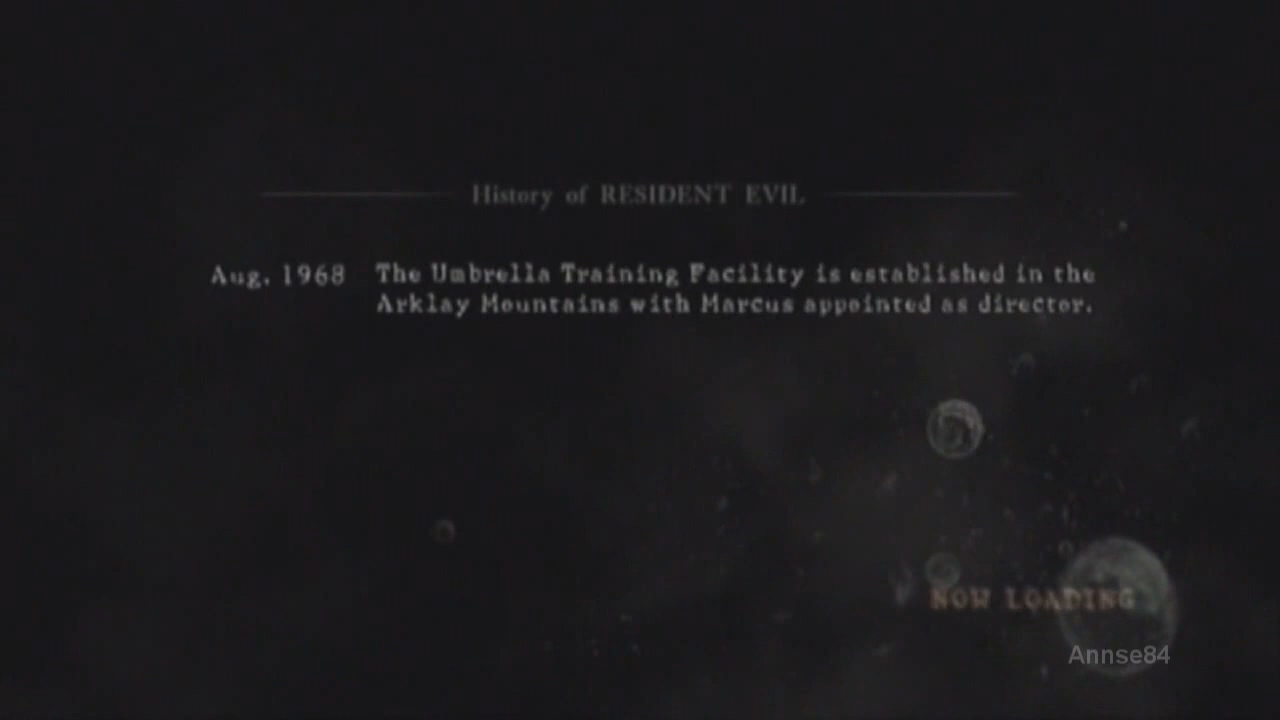 History of RESIDENT EVIL
Aug. 1968 The Umbrella Training Facility is established in the
Arklay Mountains with Marcus appointed as director.
NOW LOADING
Annse84